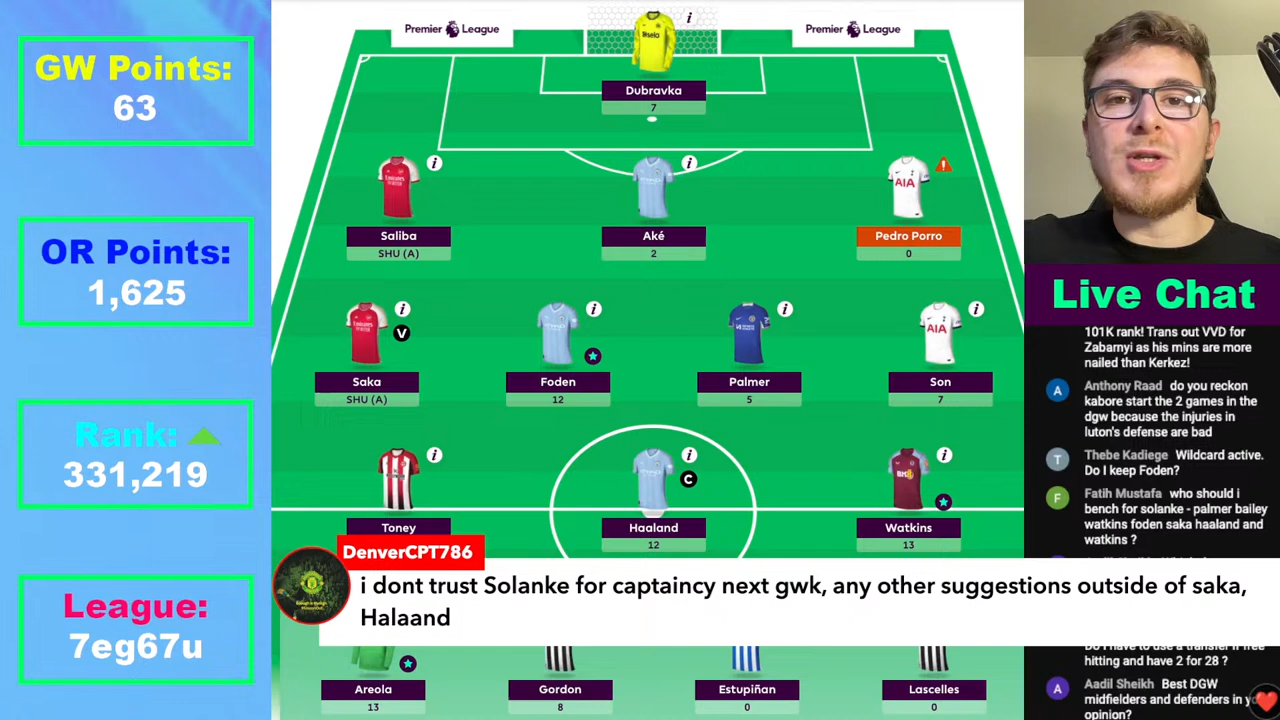 GW Points:
63
OR Points:
1,625
Rank:
331,219
League:
7eg67u
Premier League
Premier League
sela
Dubravka
7
Saliba
SHU (A)
Aké
2
AIA
Pedro Porro
0
Saka
SHU (A)
V
Foden
12
Palmer
5
AIA
Son
7
Toney
Haaland
12
C
Watkins
13
DenverCPT786
i dont trust Solanke for captaincy next gwk, any other suggestions outside of saka,
Halaand
Areola
13
Gordon
8
Estupiñan
0
Lascelles
0
Live Chat
101K rank! Trans out VVD for
Zabarnyi as his mins are more
nailed than Kerkez!
A
Anthony Raad do you reckon
kabore start the 2 games in the
dgw because the injuries in
luton's defense are bad
T
Thebe Kadiege Wildcard active.
Do I keep Foden?
F
Fatih Mustafa who should i
bench for solanke - palmer bailey
watkins foden saka haaland and
watkins ?
Do I have to use a transfer if free
hitting and have 2 for 28 ?
A
Aadil Sheikh Best DGW
midfielders and defenders in
opinion?